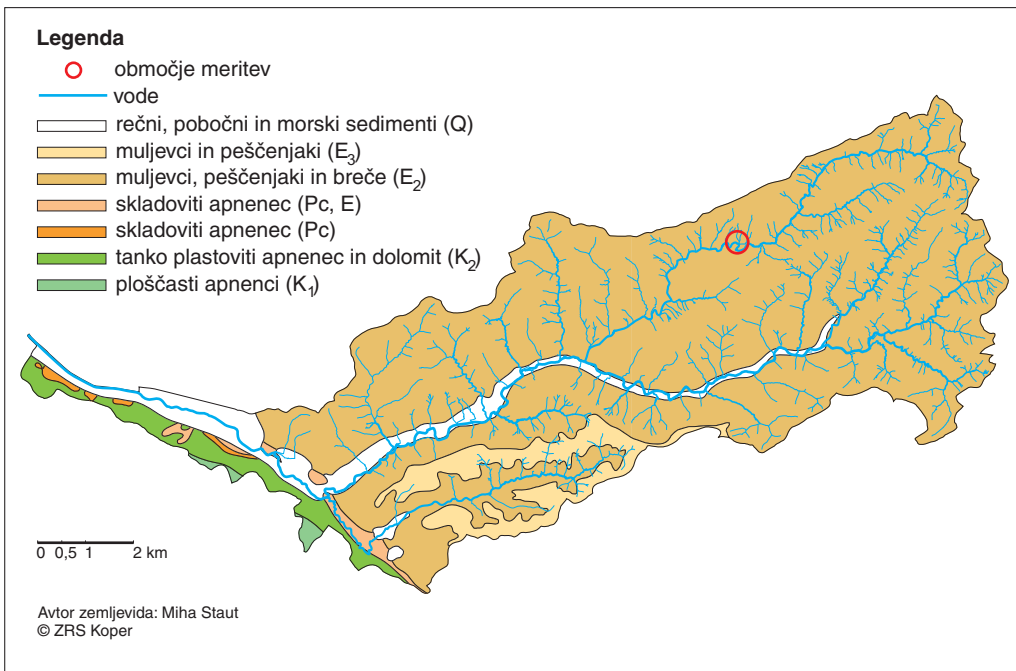 Legenda
območje meritev
vode
rečni, pobočni in morski sedimenti (Q)
muljevci in peščenjaki (E₃)
muljevci, peščenjaki in breče (E₂)
skladoviti apnenec (Pc, E)
skladoviti apnenec (Pc)
tanko plastoviti apnenec in dolomit (K₂)
ploščasti apnenci (K₁)
0 0,5 1 2 km
Avtor zemljevida: Miha Staut
© ZRS Koper